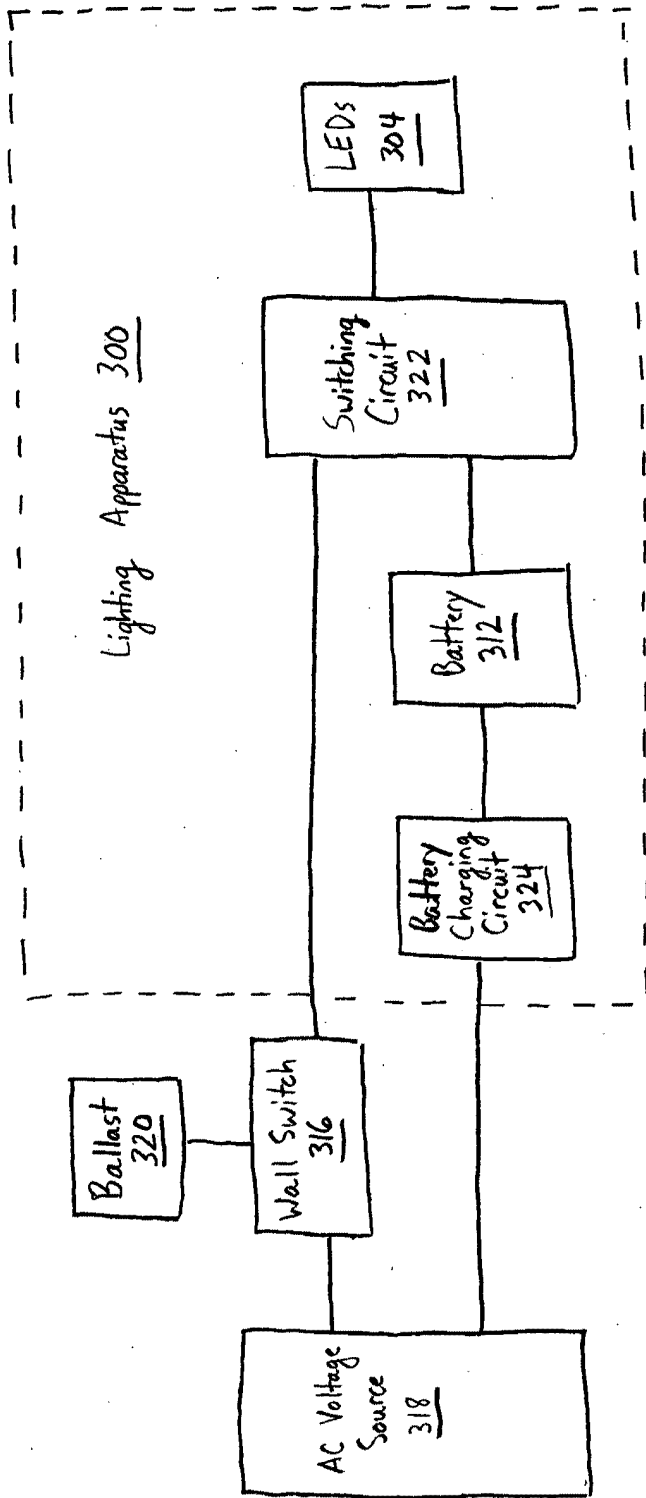 Lighting Apparatus 300
Ballast
320
AC Voltage
Source
318
Wall Switch
316
Battery
Charging
Circuit
324
Battery
312
Switching
Circuit
322
LEDs
304